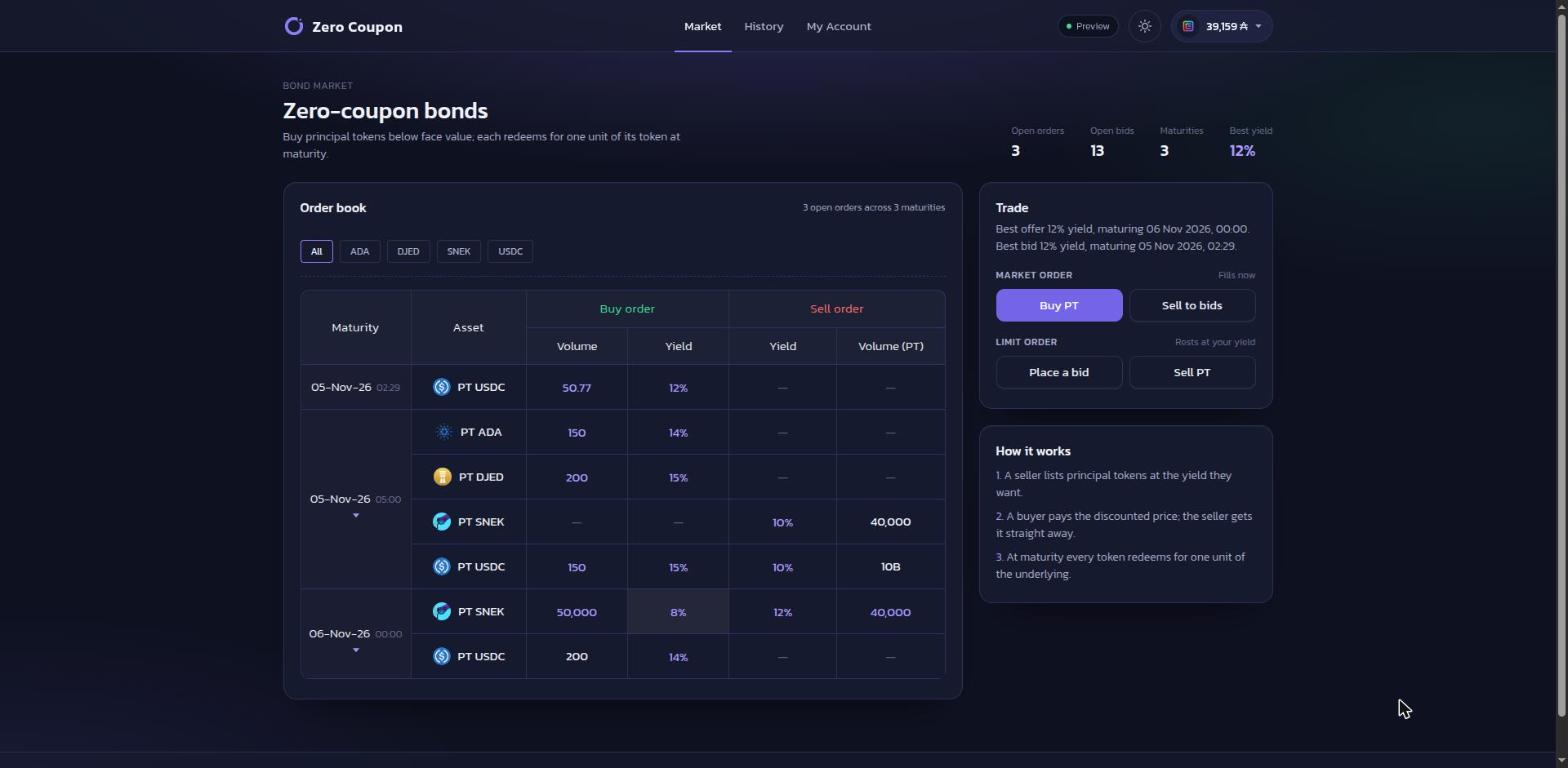 Zero Coupon
Market
History
My Account
Preview
39,159 ₳
BOND MARKET
Zero-coupon bonds
Buy principal tokens below face value; each redeems for one unit of its token at
maturity.
Open orders
3
Open bids
13
Maturities
3
Best yield
12%
Order book
3 open orders across 3 maturities
All
ADA
DJED
SNEK
USDC
Maturity Asset Buy order Sell order
Volume Yield Yield Volume (PT)
05-Nov-26 02:29 PT USDC 50.77 12% — —
PT ADA 150 14% — —
PT DJED 200 15% — —
05-Nov-26 05:00
PT SNEK — — 10% 40,000
PT USDC 150 15% 10% 10B
PT SNEK 50,000 8% 12% 40,000
06-Nov-26 00:00
PT USDC 200 14% — —
Trade
Best offer 12% yield, maturing 06 Nov 2026, 00:00.
Best bid 12% yield, maturing 05 Nov 2026, 02:29.
MARKET ORDER
Fills now
Buy PT
Sell to bids
LIMIT ORDER
Rests at your yield
Place a bid
Sell PT
How it works
1. A seller lists principal tokens at the yield they
want.
2. A buyer pays the discounted price; the seller gets
it straight away.
3. At maturity every token redeems for one unit of
the underlying.